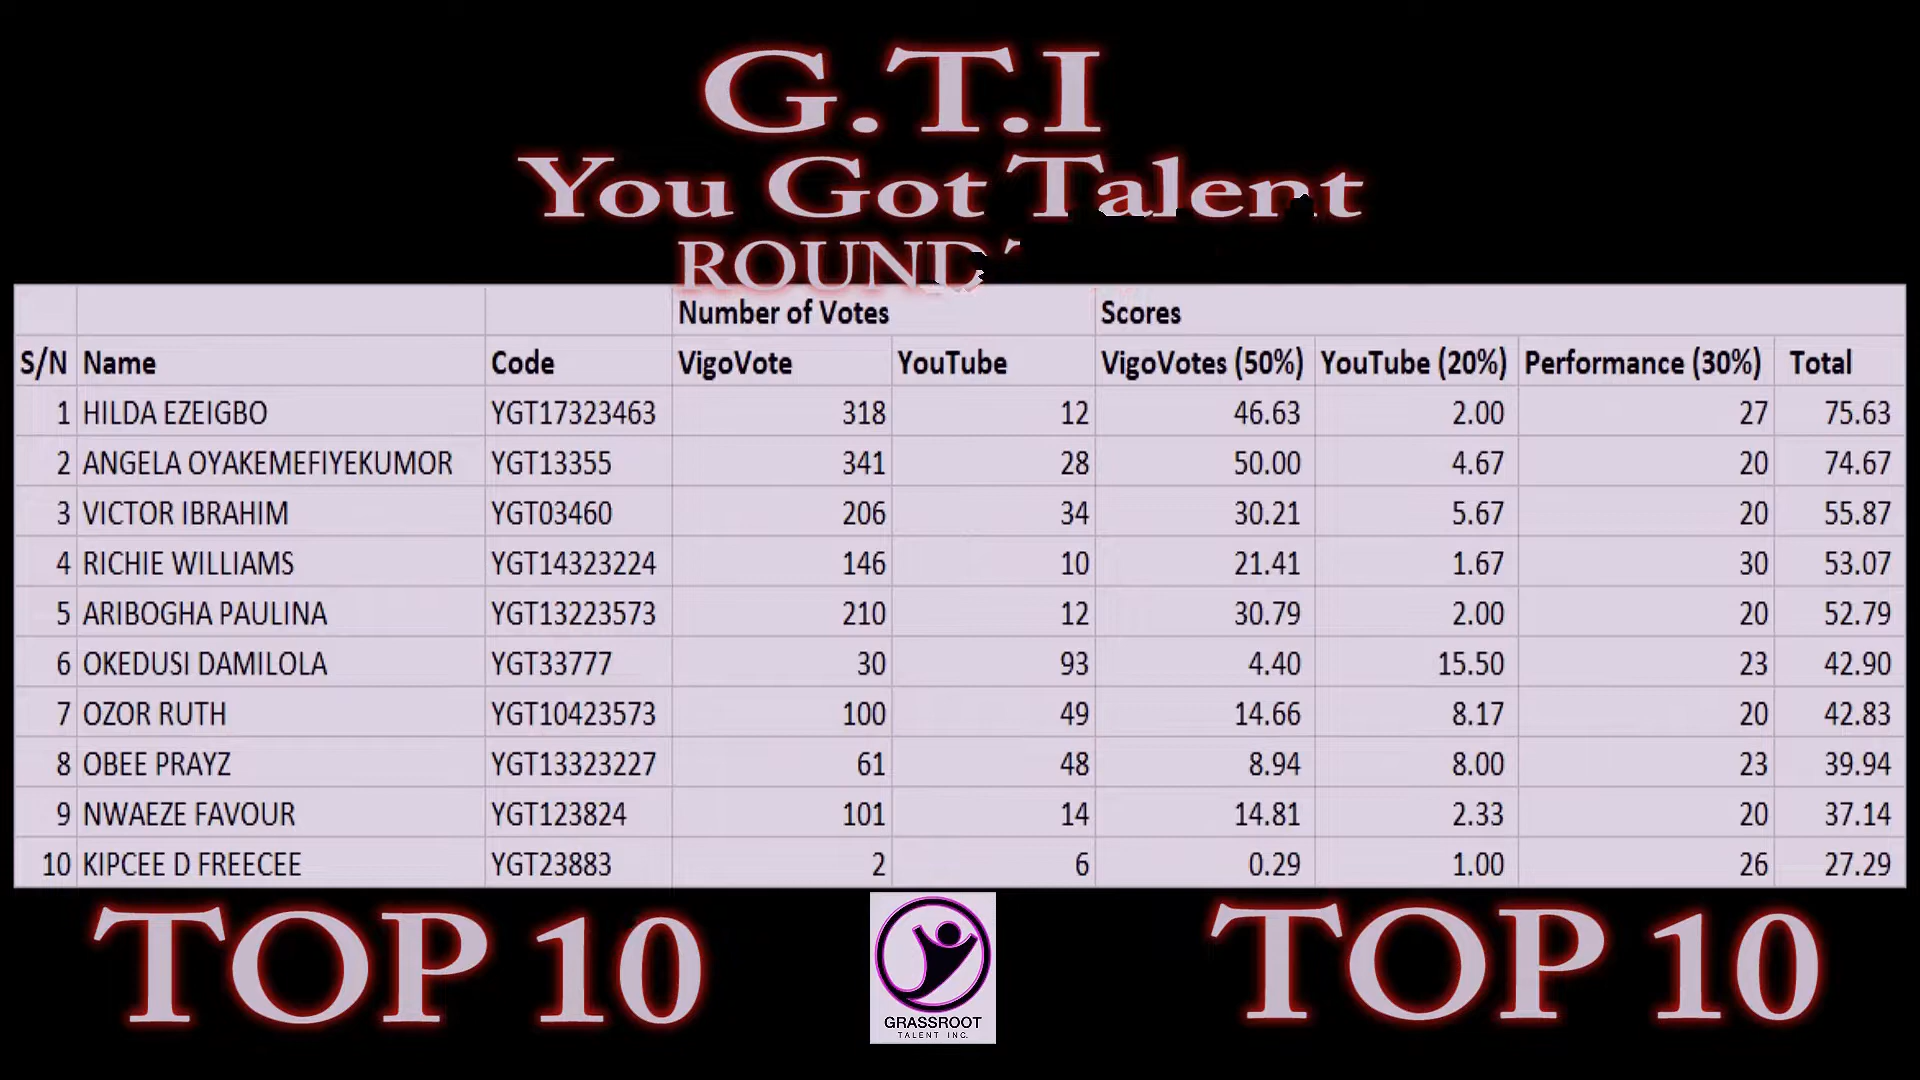 G.T.I
You Got Talent
ROUND
Number of Votes Scores
S/N Name Code VigoVote YouTube VigoVotes (50%) YouTube (20%) Performance (30%) Total
1 HILDA EZEIGBO YGT17323463 318 12 46.63 2.00 27 75.63
2 ANGELA OYAKEMEFIYEKUMOR YGT13355 341 28 50.00 4.67 20 74.67
3 VICTOR IBRAHIM YGT03460 206 34 30.21 5.67 20 55.87
4 RICHIE WILLIAMS YGT14323224 146 10 21.41 1.67 30 53.07
5 ARIBOGHA PAULINA YGT13223573 210 12 30.79 2.00 20 52.79
6 OKEDUSI DAMILOLA YGT33777 30 93 4.40 15.50 23 42.90
7 OZOR RUTH YGT10423573 100 49 14.66 8.17 20 42.83
8 OBEE PRAYZ YGT13323227 61 48 8.94 8.00 23 39.94
9 NWAEZE FAVOUR YGT123824 101 14 14.81 2.33 20 37.14
10 KIPCEE D FREECEE YGT23883 2 6 0.29 1.00 26 27.29
TOP 10 TOP 10
GRASSROOT
TALENT INC.